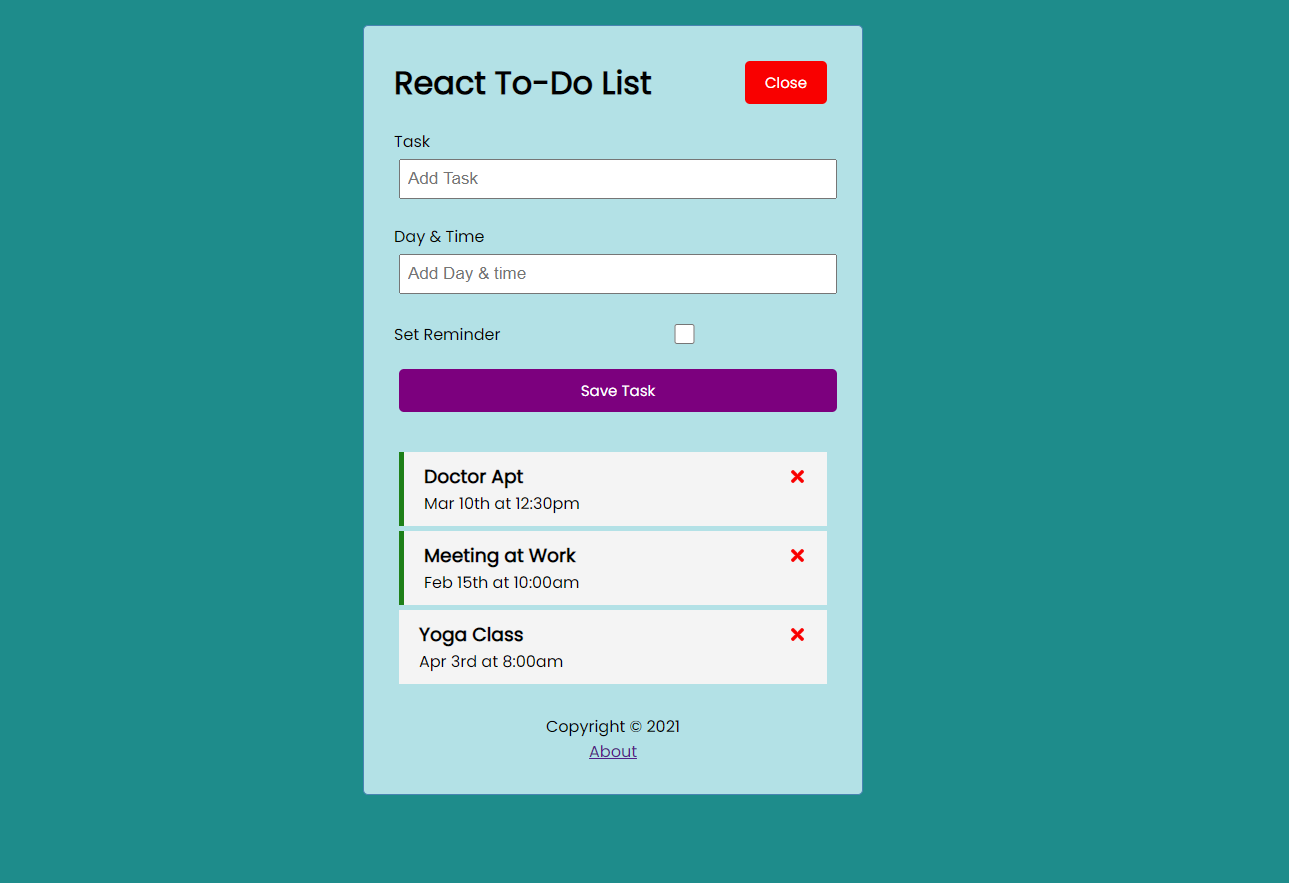 React To-Do List
Close
Task
Add Task
Day & Time
Add Day & time
Set Reminder
Save Task
Doctor Apt
Mar 10th at 12:30pm
Meeting at Work
Feb 15th at 10:00am
Yoga Class
Apr 3rd at 8:00am
Copyright © 2021
About